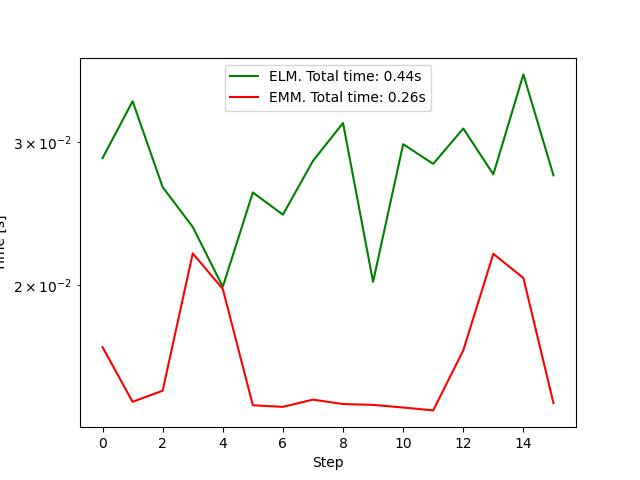 ELM. Total time: 0.44s
EMM. Total time: 0.26s
3 × 10⁻²
2 × 10⁻²
Time [s]
0 2 4 6 8 10 12 14
Step